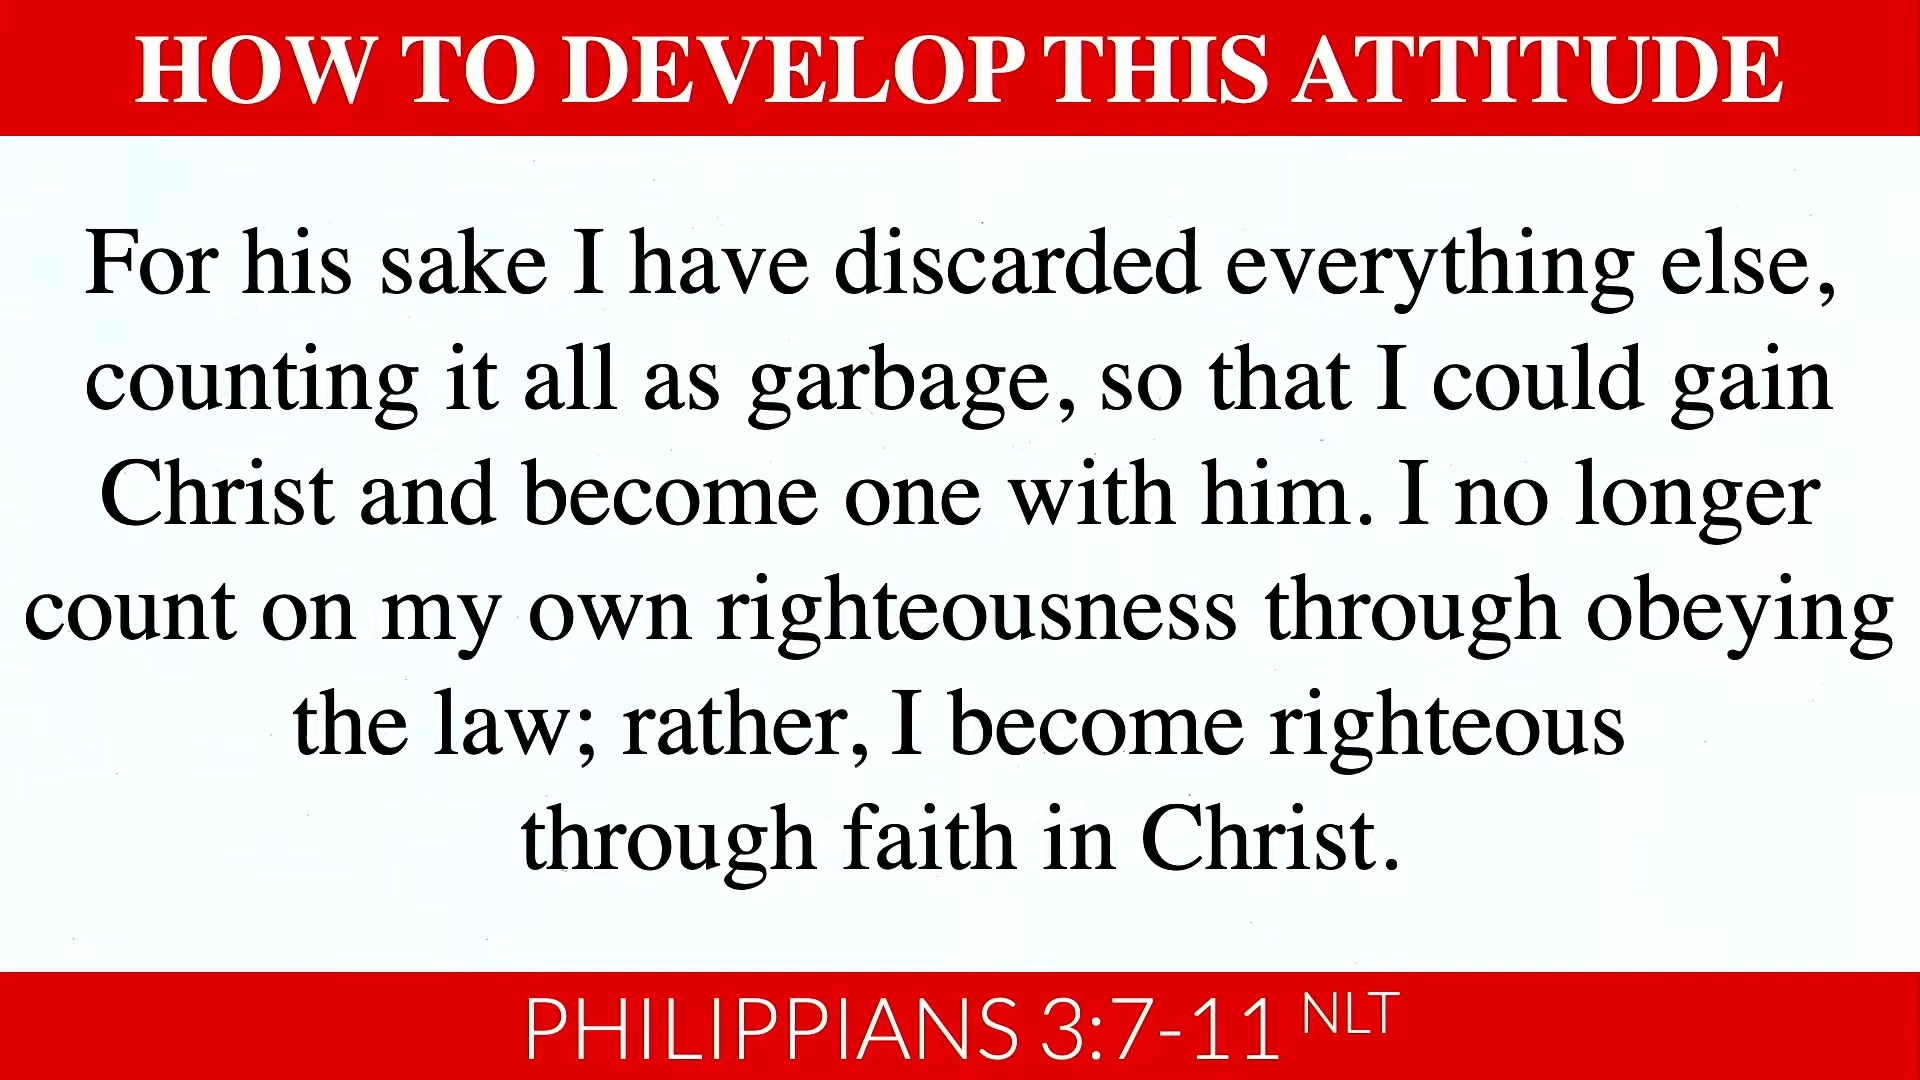 HOW TO DEVELOP THIS ATTITUDE
For his sake I have discarded everything else,
counting it all as garbage, so that I could gain
Christ and become one with him. I no longer
count on my own righteousness through obeying
the law; rather, I become righteous
through faith in Christ.
PHILIPPIANS 3:7-11 NLT